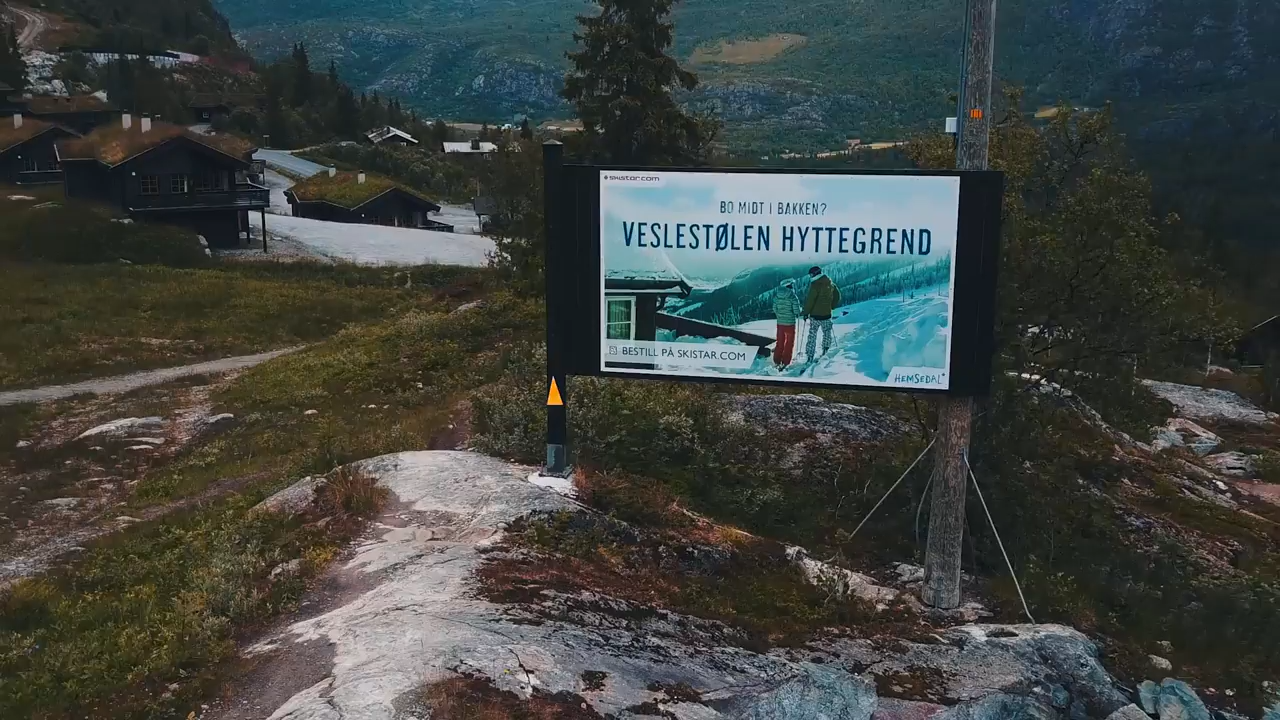 skistar.com
BO MIDT I BAKKEN?
VESLESTØLEN HYTTEGREND
BESTILL PÅ SKISTAR.COM
HEMSEDAL